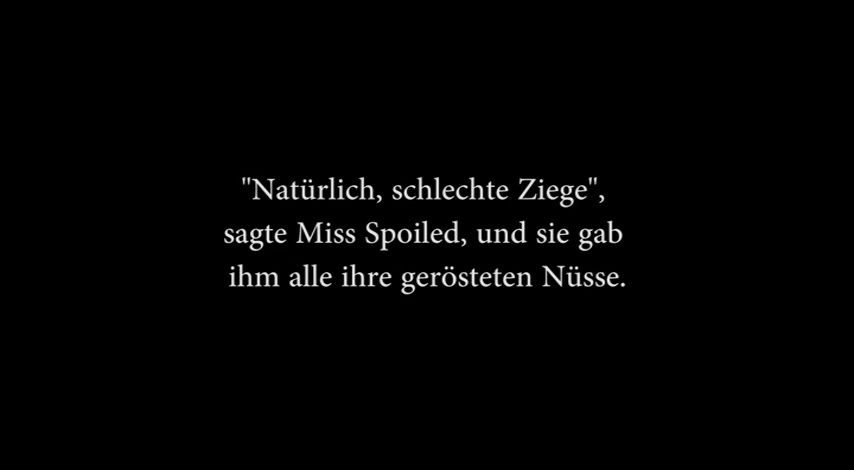 "Natürlich, schlechte Ziege",
sagte Miss Spoiled, und sie gab
ihm alle ihre gerösteten Nüsse.